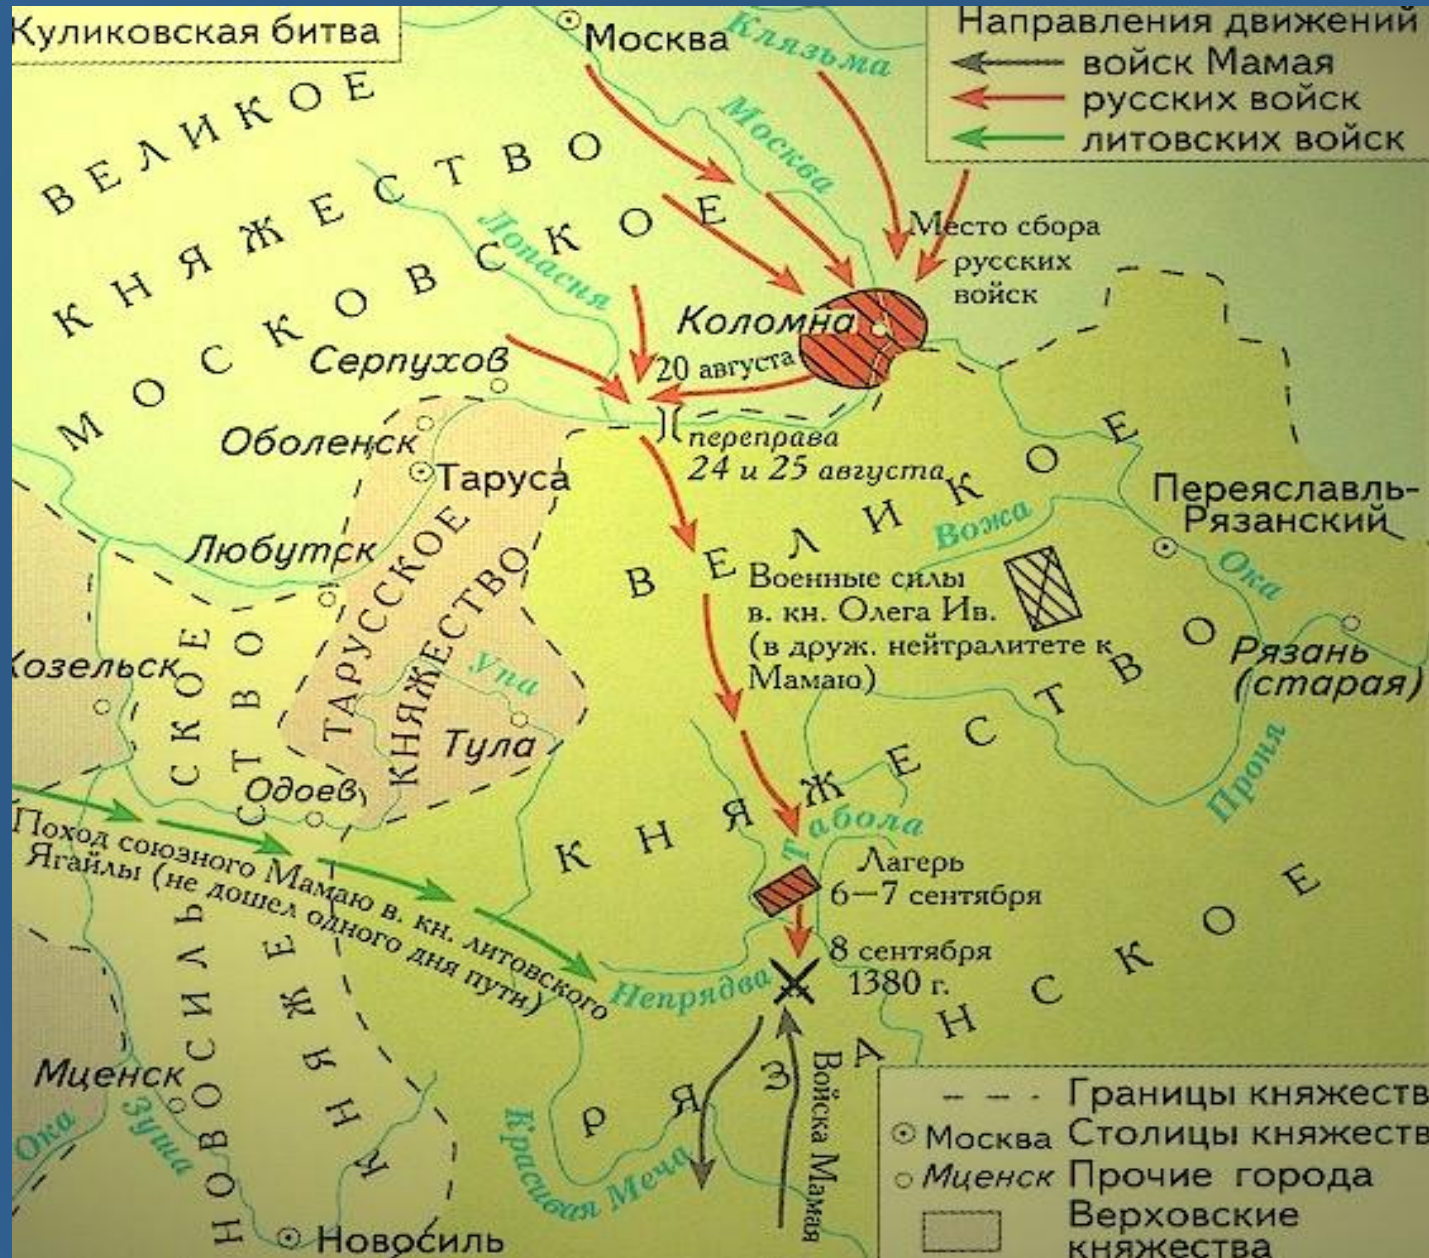 Куликовская битва
Москва
Клязьма
Направления движений
войск Мамая
русских войск
литовских войск
ВЕЛИКОЕ
КНЯЖЕСТВО
МОСКОВСКОЕ
Москва
Лопасня
Место сбора
русских
войск
Коломна
Серпухов
20 августа
Оболенск
Таруса
переправа
24 и 25 августа
ВЕЛИКОЕ
КНЯЖЕСТВО
РЯЗАНСКОЕ
Переяславль-
Рязанский
Вожа
Ока
Любутск
ТАРУССКОЕ
КНЯЖЕСТВО
Военные силы
в. кн. Олега Ив.
(в друж. нейтралитете к
Мамаю)
Рязань
(старая)
Козельск
Упа
Тула
Одоев
Проня
Табола
Лагерь
6—7 сентября
Поход союзного Мамаю в. кн. литовского
Ягайлы (не дошел одного дня пути)
8 сентября
1380 г.
Непрядва
НОВОСИЛЬСКОЕ
КНЯЖЕСТВО
Мценск
Ока
Зуша
Красивая Меча
Войска Мамая
Новосиль
Границы княжеств
Москва Столицы княжеств
Мценск Прочие города
Верховские
княжества